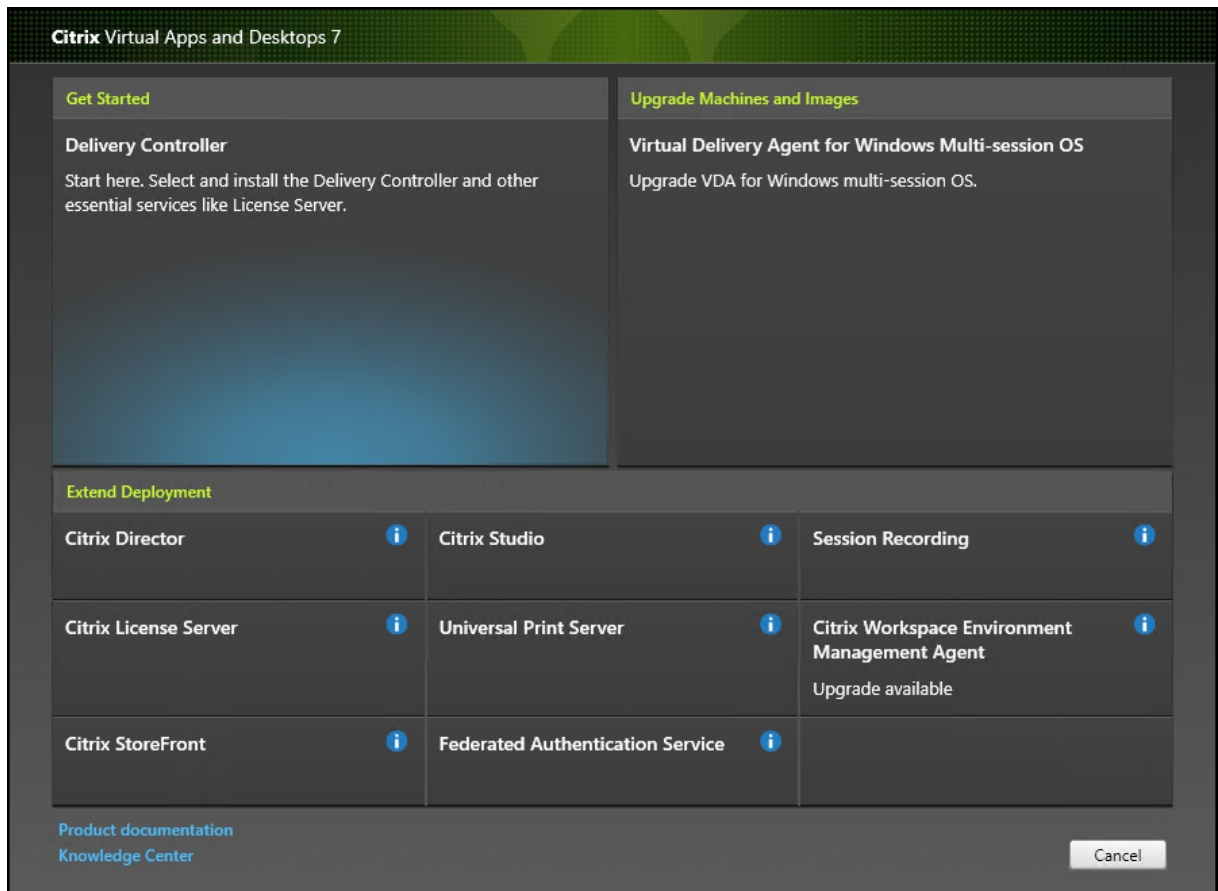 Citrix Virtual Apps and Desktops 7
Get Started
Delivery Controller
Start here. Select and install the Delivery Controller and other
essential services like License Server.
Upgrade Machines and Images
Virtual Delivery Agent for Windows Multi-session OS
Upgrade VDA for Windows multi-session OS.
Extend Deployment
Citrix Director
Citrix Studio
Session Recording
Citrix License Server
Universal Print Server
Citrix Workspace Environment
Management Agent
Upgrade available
Citrix StoreFront
Federated Authentication Service
Product documentation
Knowledge Center
Cancel